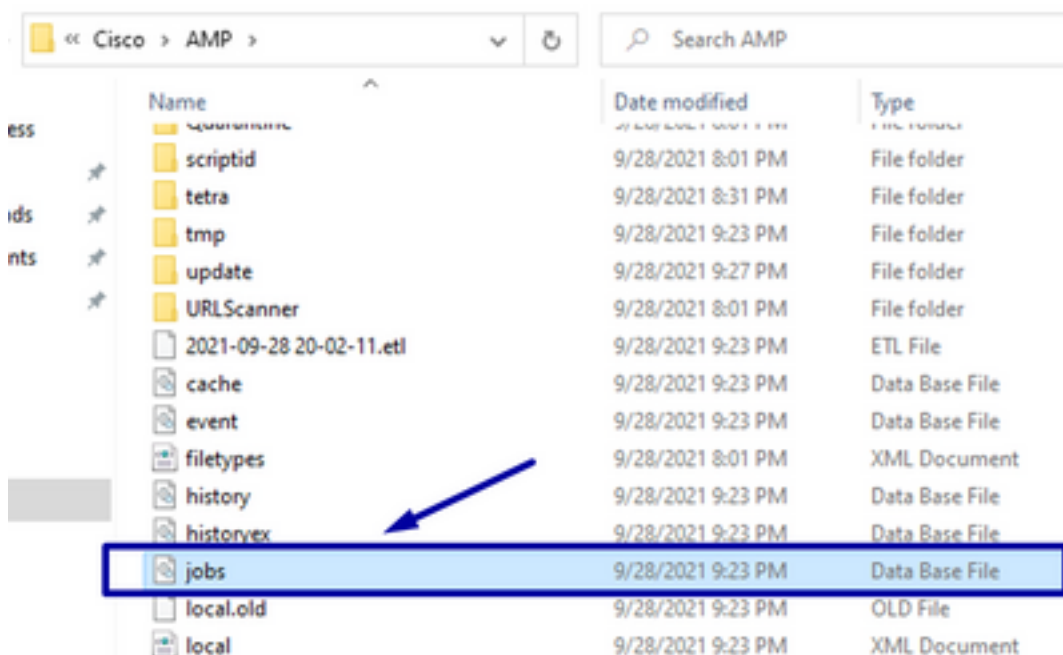 « Cisco > AMP > Search AMP
Name Date modified Type
ess
scriptid 9/28/2021 8:01 PM File folder
tetra 9/28/2021 8:31 PM File folder
ids
tmp 9/28/2021 9:23 PM File folder
nts
update 9/28/2021 9:27 PM File folder
URLScanner 9/28/2021 8:01 PM File folder
2021-09-28 20-02-11.etl 9/28/2021 9:23 PM ETL File
cache 9/28/2021 9:23 PM Data Base File
event 9/28/2021 9:23 PM Data Base File
filetypes 9/28/2021 8:01 PM XML Document
history 9/28/2021 9:23 PM Data Base File
historyex 9/28/2021 9:23 PM Data Base File
jobs 9/28/2021 9:23 PM Data Base File
local.old 9/28/2021 9:23 PM OLD File
local 9/28/2021 9:23 PM XML Document